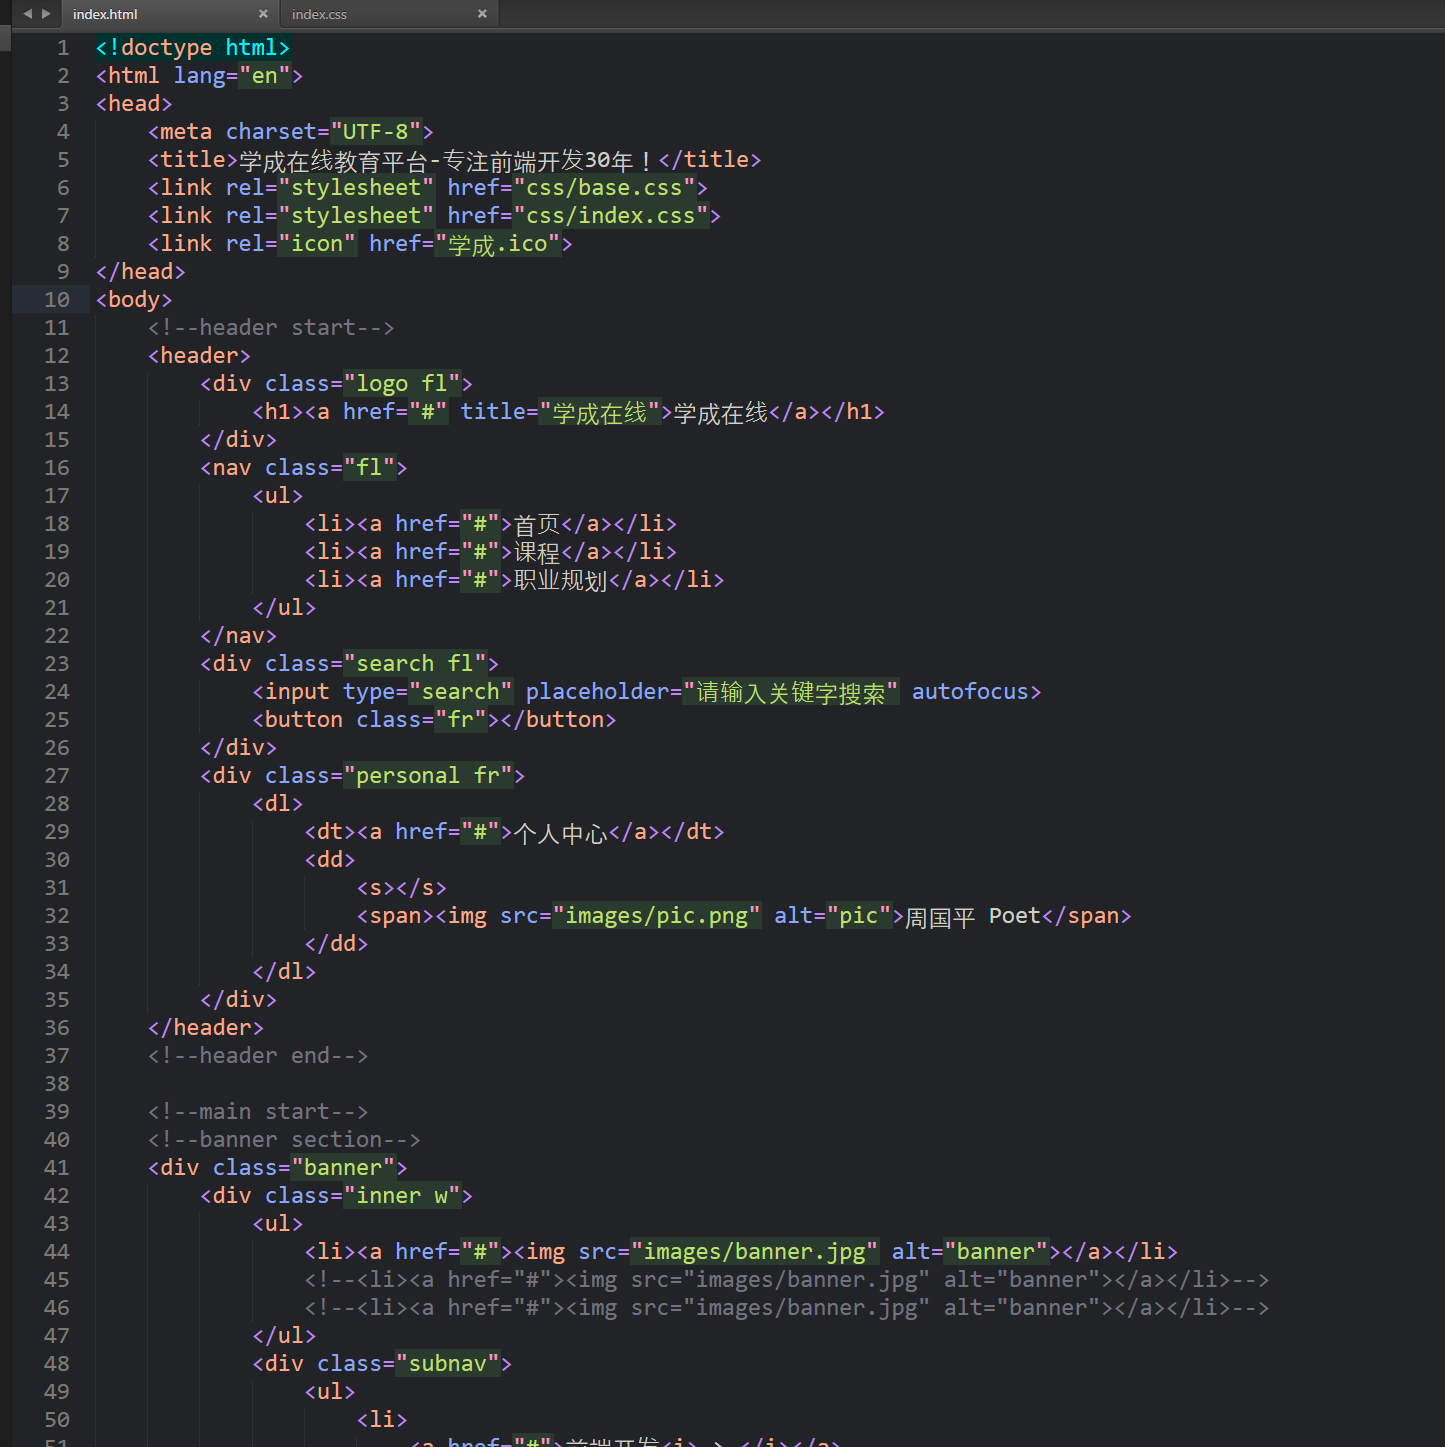 index.html × index.css ×
1 <!doctype html>
2 <html lang="en">
3 <head>
4 <meta charset="UTF-8">
5 <title>学成在线教育平台-专注前端开发30年！</title>
6 <link rel="stylesheet" href="css/base.css">
7 <link rel="stylesheet" href="css/index.css">
8 <link rel="icon" href="学成.ico">
9 </head>
10 <body>
11 <!--header start-->
12 <header>
13 <div class="logo fl">
14 <h1><a href="#" title="学成在线">学成在线</a></h1>
15 </div>
16 <nav class="fl">
17 <ul>
18 <li><a href="#">首页</a></li>
19 <li><a href="#">课程</a></li>
20 <li><a href="#">职业规划</a></li>
21 </ul>
22 </nav>
23 <div class="search fl">
24 <input type="search" placeholder="请输入关键字搜索" autofocus>
25 <button class="fr"></button>
26 </div>
27 <div class="personal fr">
28 <dl>
29 <dt><a href="#">个人中心</a></dt>
30 <dd>
31 <s></s>
32 <span><img src="images/pic.png" alt="pic">周国平 Poet</span>
33 </dd>
34 </dl>
35 </div>
36 </header>
37 <!--header end-->
38
39 <!--main start-->
40 <!--banner section-->
41 <div class="banner">
42 <div class="inner w">
43 <ul>
44 <li><a href="#"><img src="images/banner.jpg" alt="banner"></a></li>
45 <!--<li><a href="#"><img src="images/banner.jpg" alt="banner"></a></li>-->
46 <!--<li><a href="#"><img src="images/banner.jpg" alt="banner"></a></li>-->
47 </ul>
48 <div class="subnav">
49 <ul>
50 <li>
51 <a href="#">前端开发<i> > </i></a>